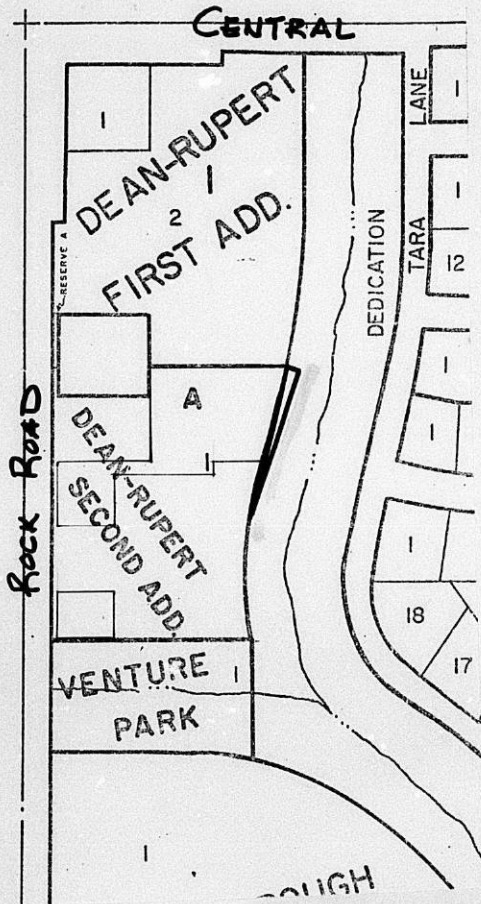 CENTRAL
1
DEAN-RUPERT
1
2
FIRST ADD.
RESERVE A
ROCK ROAD
A
1
DEAN-RUPERT
SECOND ADD.
VENTURE
1
PARK
1
OUGH
DEDICATION
TARA LANE
1
1
12
1
1
1
18
17